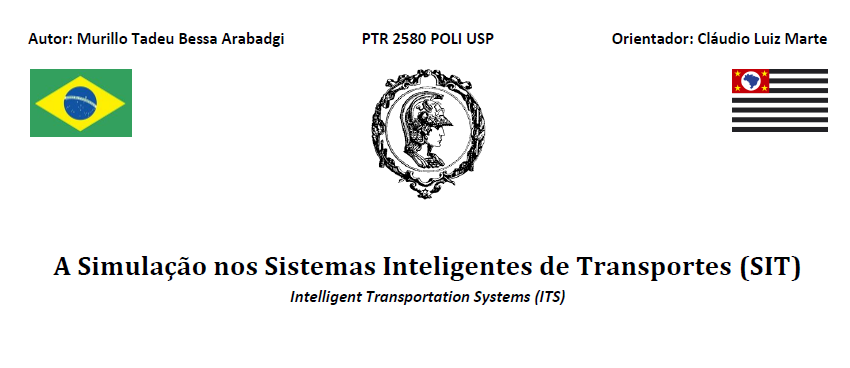 Autor: Murillo Tadeu Bessa Arabadgi PTR 2580 POLI USP Orientador: Cláudio Luiz Marte
A Simulação nos Sistemas Inteligentes de Transportes (SIT)
Intelligent Transportation Systems (ITS)